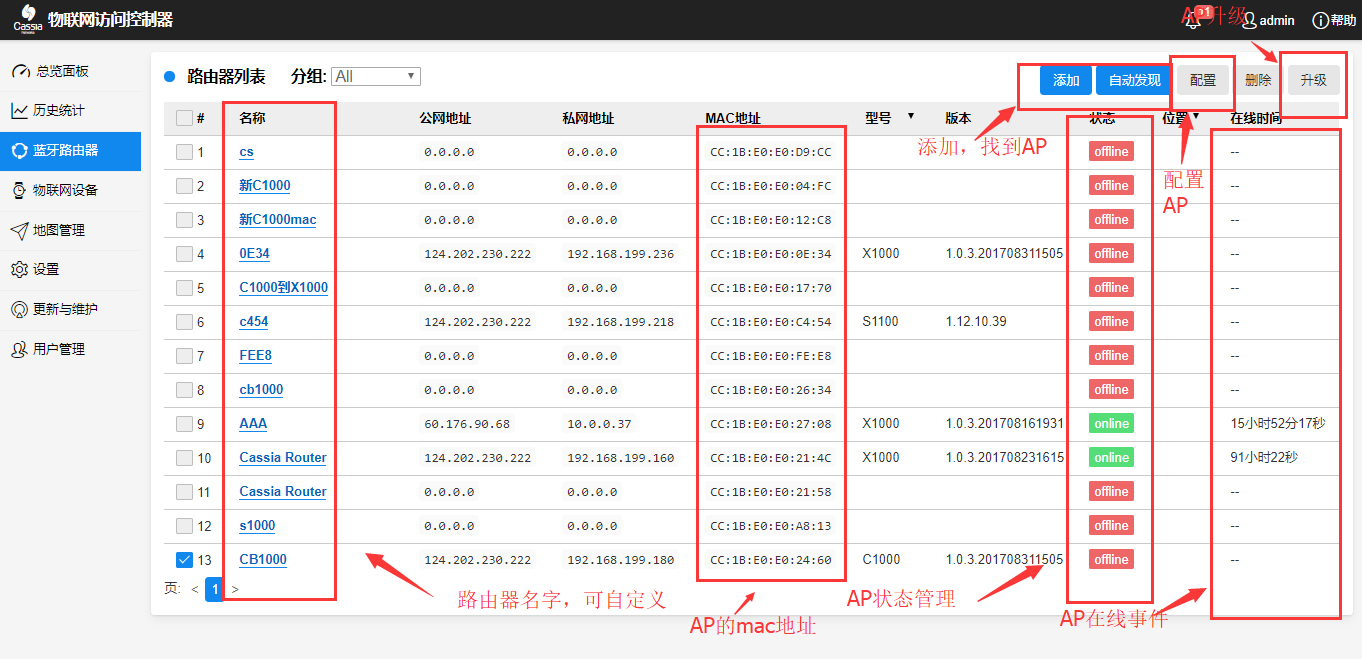 Cassia
Networks
物联网访问控制器
AP升级
1
admin
帮助
总览面板
历史统计
蓝牙路由器
物联网设备
地图管理
设置
更新与维护
用户管理
路由器列表 分组: All
添加 自动发现 配置 删除 升级
# 名称 公网地址 私网地址 MAC地址 型号 版本 状态 位置 在线时间
添加，找到AP
配置
AP
1 cs 0.0.0.0 0.0.0.0 CC:1B:E0:E0:D9:CC offline --
2 新C1000 0.0.0.0 0.0.0.0 CC:1B:E0:E0:04:FC offline --
3 新C1000mac 0.0.0.0 0.0.0.0 CC:1B:E0:E0:12:C8 offline --
4 0E34 124.202.230.222 192.168.199.236 CC:1B:E0:E0:0E:34 X1000 1.0.3.201708311505 offline --
5 C1000到X1000 0.0.0.0 0.0.0.0 CC:1B:E0:E0:17:70 offline --
6 c454 124.202.230.222 192.168.199.218 CC:1B:E0:E0:C4:54 S1100 1.12.10.39 offline --
7 FEE8 0.0.0.0 0.0.0.0 CC:1B:E0:E0:FE:E8 offline --
8 cb1000 0.0.0.0 0.0.0.0 CC:1B:E0:E0:26:34 offline --
9 AAA 60.176.90.68 10.0.0.37 CC:1B:E0:E0:27:08 X1000 1.0.3.201708161931 online 15小时52分17秒
10 Cassia Router 124.202.230.222 192.168.199.160 CC:1B:E0:E0:21:4C X1000 1.0.3.201708231615 online 91小时22秒
11 Cassia Router 0.0.0.0 0.0.0.0 CC:1B:E0:E0:21:58 offline --
12 s1000 0.0.0.0 0.0.0.0 CC:1B:E0:E0:A8:13 offline --
13 CB1000 124.202.230.222 192.168.199.180 CC:1B:E0:E0:24:60 C1000 1.0.3.201708311505 offline --
页: < 1 >
路由器名字，可自定义
AP的mac地址
AP状态管理
AP在线事件